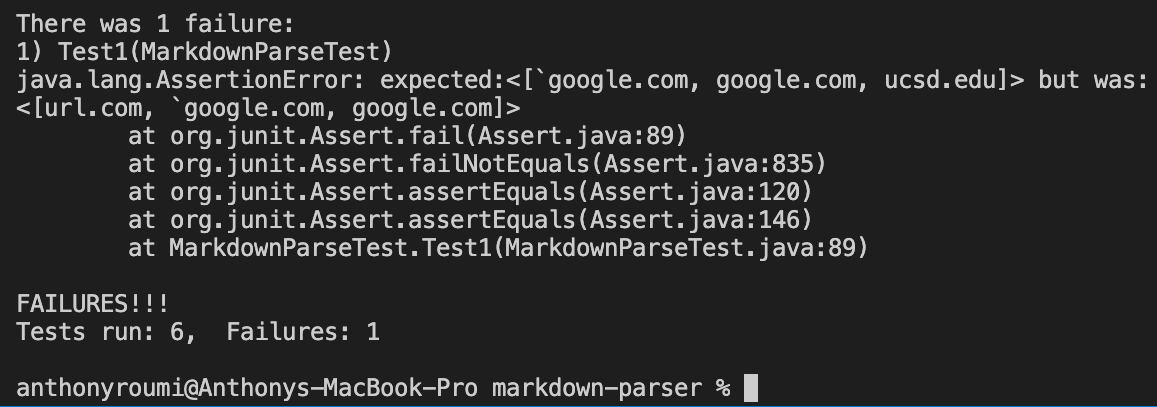 There was 1 failure:
1) Test1(MarkdownParseTest)
java.lang.AssertionError: expected:<[`google.com, google.com, ucsd.edu]> but was:
<[url.com, `google.com, google.com]>
        at org.junit.Assert.fail(Assert.java:89)
        at org.junit.Assert.failNotEquals(Assert.java:835)
        at org.junit.Assert.assertEquals(Assert.java:120)
        at org.junit.Assert.assertEquals(Assert.java:146)
        at MarkdownParseTest.Test1(MarkdownParseTest.java:89)

FAILURES!!!
Tests run: 6,  Failures: 1

anthonyroumi@Anthonys-MacBook-Pro markdown-parser %